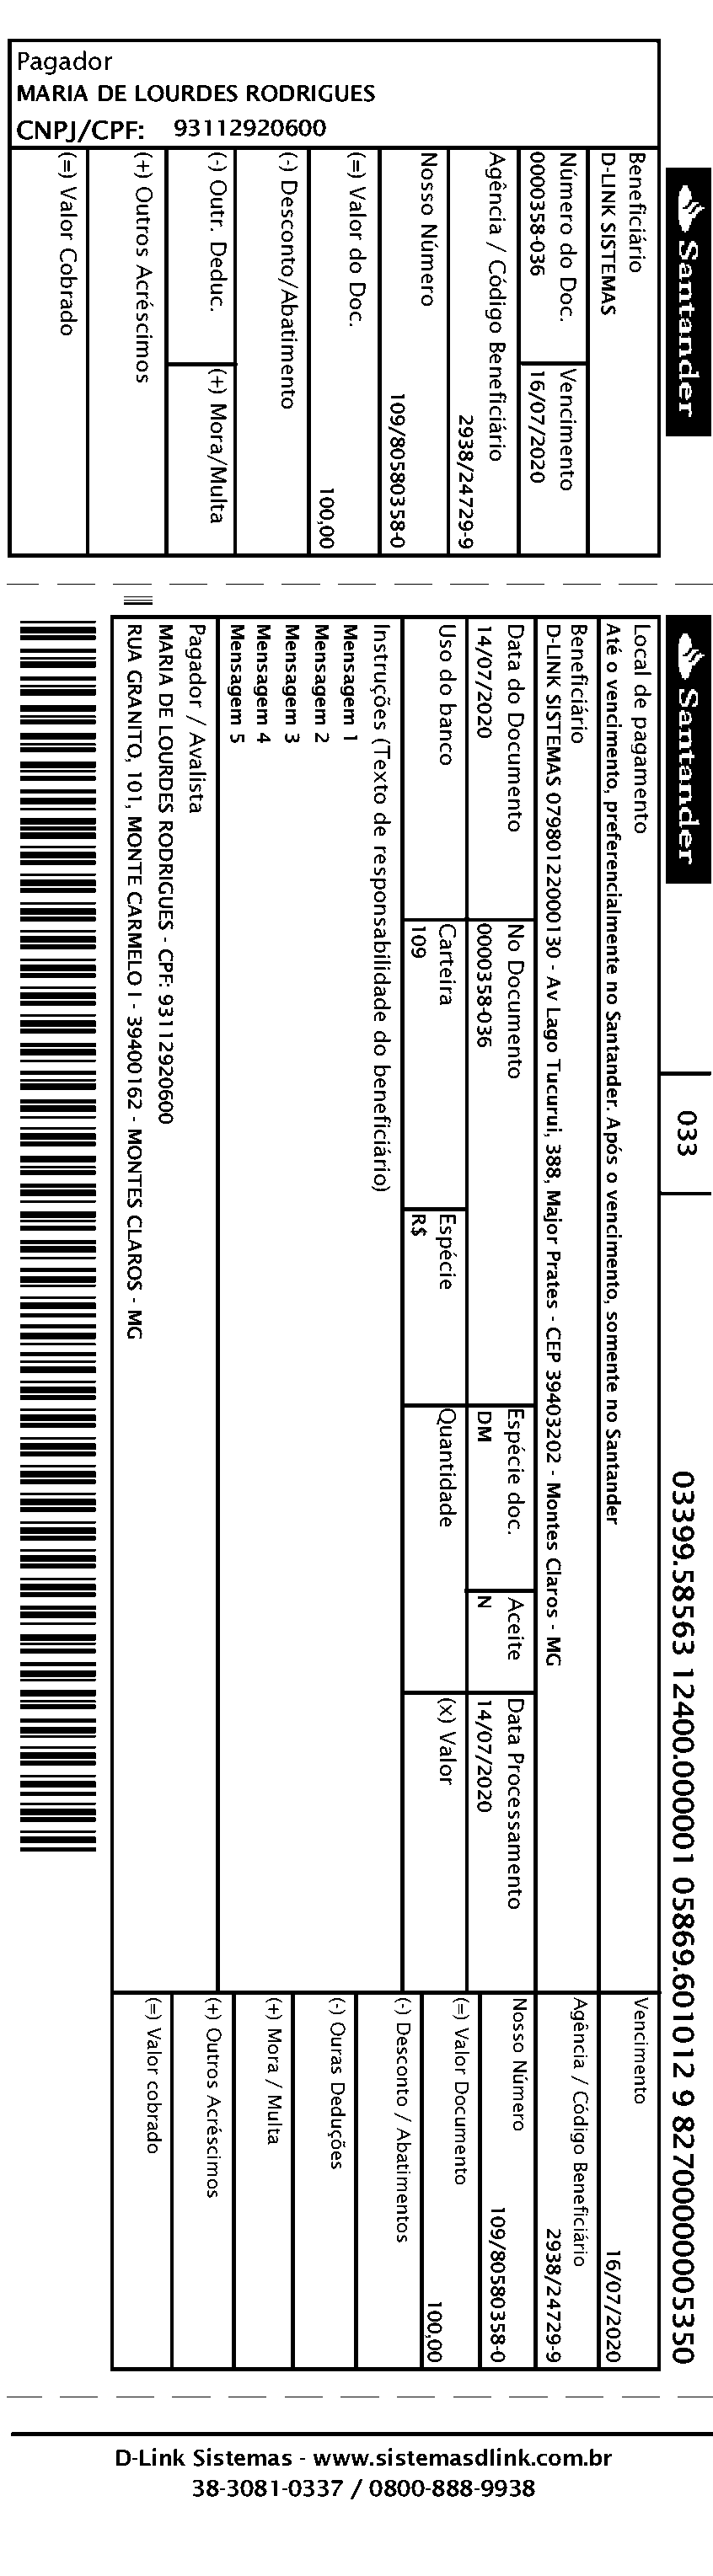 Pagador
MARIA DE LOURDES RODRIGUES
CNPJ/CPF: 93112920600
Santander
Beneficiário
D-LINK SISTEMAS
Número do Doc. Vencimento
0000358-036 16/07/2020
Agência / Código Beneficiário
2938/24729-9
Nosso Número
109/80580358-0
(=) Valor do Doc.
100,00
(-) Desconto/Abatimento
(-) Outr. Deduc. (+) Mora/Multa
(+) Outros Acréscimos
(=) Valor Cobrado
Santander 033 03399.58563 12400.000001 05869.601012 9 82700000005350
Local de pagamento Vencimento
Até o vencimento, preferencialmente no Santander. Após o vencimento, somente no Santander 16/07/2020
Beneficiário Agência / Código Beneficiário
D-LINK SISTEMAS 07980122000130 - Av Lago Tucurui, 388, Major Prates - CEP 39403202 - Montes Claros - MG 2938/24729-9
Data do Documento No Documento Espécie doc. Aceite Data Processamento Nosso Número
14/07/2020 0000358-036 DM N 14/07/2020 109/80580358-0
Uso do banco Carteira Espécie Quantidade (x) Valor (=) Valor Documento
109 R$ 100,00
Instruções (Texto de responsabilidade do beneficiário) (-) Desconto / Abatimentos
Mensagem 1
Mensagem 2 (-) Ouras Deduções
Mensagem 3
Mensagem 4 (+) Mora / Multa
Mensagem 5
Pagador / Avalista (+) Outros Acréscimos
MARIA DE LOURDES RODRIGUES - CPF: 93112920600 (=) Valor cobrado
RUA GRANITO, 101, MONTE CARMELO I - 39400162 - MONTES CLAROS - MG
D-Link Sistemas - www.sistemasdlink.com.br
38-3081-0337 / 0800-888-9938